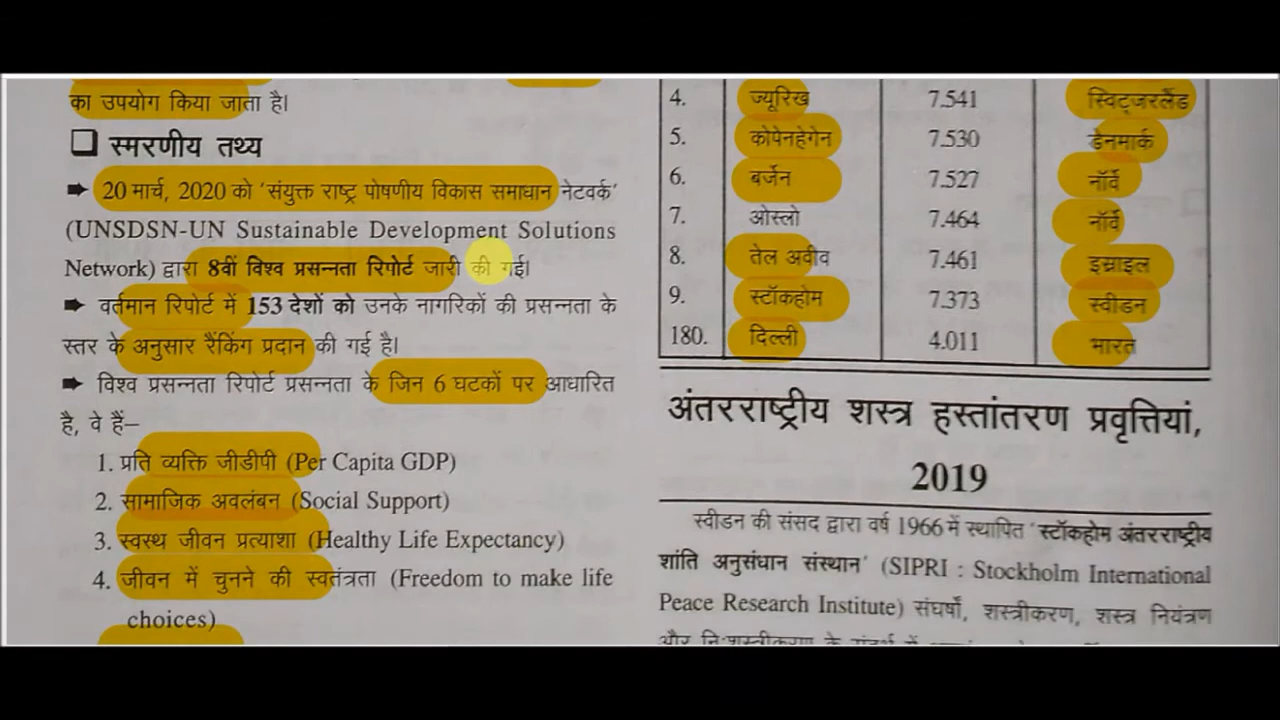 का उपयोग किया जाता है।
❑ स्मरणीय तथ्य
➡ 20 मार्च, 2020 को 'संयुक्त राष्ट्र पोषणीय विकास समाधान नेटवर्क'
(UNSDSN-UN Sustainable Development Solutions
Network) द्वारा 8वीं विश्व प्रसन्नता रिपोर्ट जारी की गई।
➡ वर्तमान रिपोर्ट में 153 देशों को उनके नागरिकों की प्रसन्नता के
स्तर के अनुसार रैंकिंग प्रदान की गई है।
➡ विश्व प्रसन्नता रिपोर्ट प्रसन्नता के जिन 6 घटकों पर आधारित
है, वे हैं–
1. प्रति व्यक्ति जीडीपी (Per Capita GDP)
2. सामाजिक अवलंबन (Social Support)
3. स्वस्थ जीवन प्रत्याशा (Healthy Life Expectancy)
4. जीवन में चुनने की स्वतंत्रता (Freedom to make life
choices)
4. ज्यूरिख 7.541 स्विट्जरलैंड
5. कोपेनहेगेन 7.530 डेनमार्क
6. बर्जेन 7.527 नॉर्वे
7. ओस्लो 7.464 नॉर्वे
8. तेल अवीव 7.461 इस्राइल
9. स्टॉकहोम 7.373 स्वीडन
180. दिल्ली 4.011 भारत
अंतरराष्ट्रीय शस्त्र हस्तांतरण प्रवृत्तियां,
2019
स्वीडन की संसद द्वारा वर्ष 1966 में स्थापित 'स्टॉकहोम अंतरराष्ट्रीय
शांति अनुसंधान संस्थान' (SIPRI : Stockholm International
Peace Research Institute) संघर्षों, शस्त्रीकरण, शस्त्र नियंत्रण
और निःशस्त्रीकरण के संदर्भ में